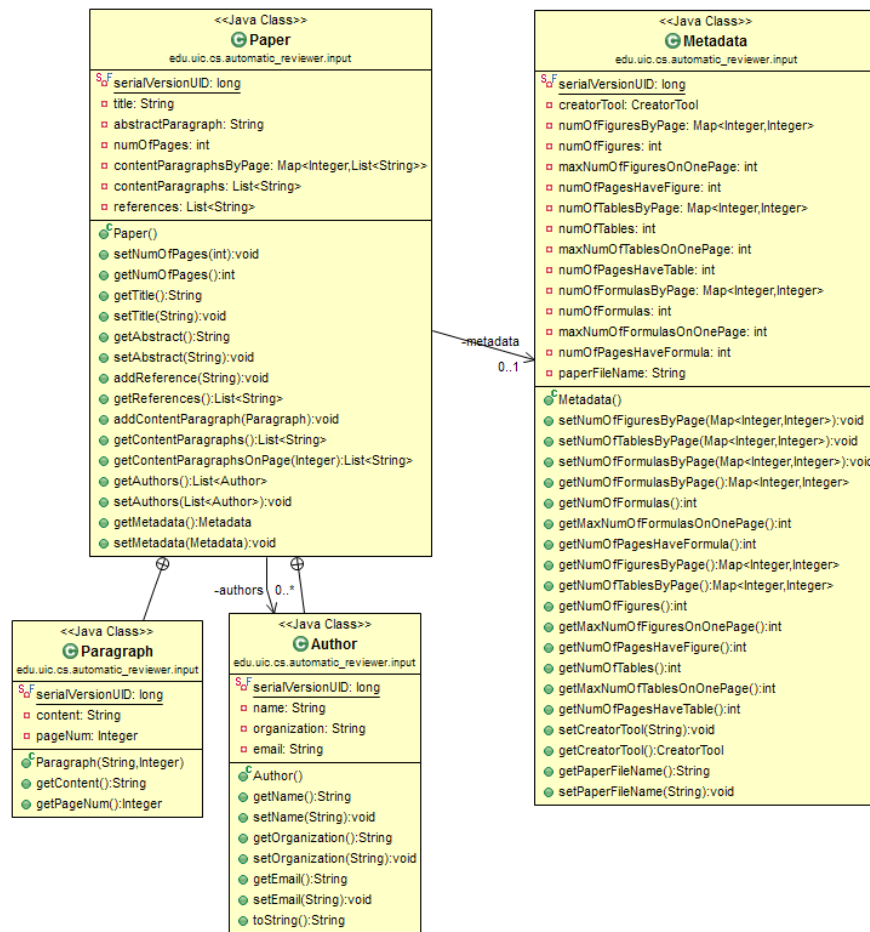 <<Java Class>>
Paper
edu.uic.cs.automatic_reviewer.input
serialVersionUID: long
title: String
abstractParagraph: String
numOfPages: int
contentParagraphsByPage: Map<Integer,List<String>>
contentParagraphs: List<String>
references: List<String>
Paper()
setNumOfPages(int):void
getNumOfPages():int
getTitle():String
setTitle(String):void
getAbstract():String
setAbstract(String):void
addReference(String):void
getReferences():List<String>
addContentParagraph(Paragraph):void
getContentParagraphs():List<String>
getContentParagraphsOnPage(Integer):List<String>
getAuthors():List<Author>
setAuthors(List<Author>):void
getMetadata():Metadata
setMetadata(Metadata):void
-metadata
0..1
<<Java Class>>
Metadata
edu.uic.cs.automatic_reviewer.input
serialVersionUID: long
creatorTool: CreatorTool
numOfFiguresByPage: Map<Integer,Integer>
numOfFigures: int
maxNumOfFiguresOnOnePage: int
numOfPagesHaveFigure: int
numOfTablesByPage: Map<Integer,Integer>
numOfTables: int
maxNumOfTablesOnOnePage: int
numOfPagesHaveTable: int
numOfFormulasByPage: Map<Integer,Integer>
numOfFormulas: int
maxNumOfFormulasOnOnePage: int
numOfPagesHaveFormula: int
paperFileName: String
Metadata()
setNumOfFiguresByPage(Map<Integer,Integer>):void
setNumOfTablesByPage(Map<Integer,Integer>):void
setNumOfFormulasByPage(Map<Integer,Integer>):void
getNumOfFormulasByPage():Map<Integer,Integer>
getNumOfFormulas():int
getMaxNumOfFormulasOnOnePage():int
getNumOfPagesHaveFormula():int
getNumOfFiguresByPage():Map<Integer,Integer>
getNumOfTablesByPage():Map<Integer,Integer>
getNumOfFigures():int
getMaxNumOfFiguresOnOnePage():int
getNumOfPagesHaveFigure():int
getNumOfTables():int
getMaxNumOfTablesOnOnePage():int
getNumOfPagesHaveTable():int
setCreatorTool(String):void
getCreatorTool():CreatorTool
getPaperFileName():String
setPaperFileName(String):void
-authors 0..*
<<Java Class>>
Paragraph
edu.uic.cs.automatic_reviewer.input
serialVersionUID: long
content: String
pageNum: Integer
Paragraph(String,Integer)
getContent():String
getPageNum():Integer
<<Java Class>>
Author
edu.uic.cs.automatic_reviewer.input
serialVersionUID: long
name: String
organization: String
email: String
Author()
getName():String
setName(String):void
getOrganization():String
setOrganization(String):void
getEmail():String
setEmail(String):void
toString():String